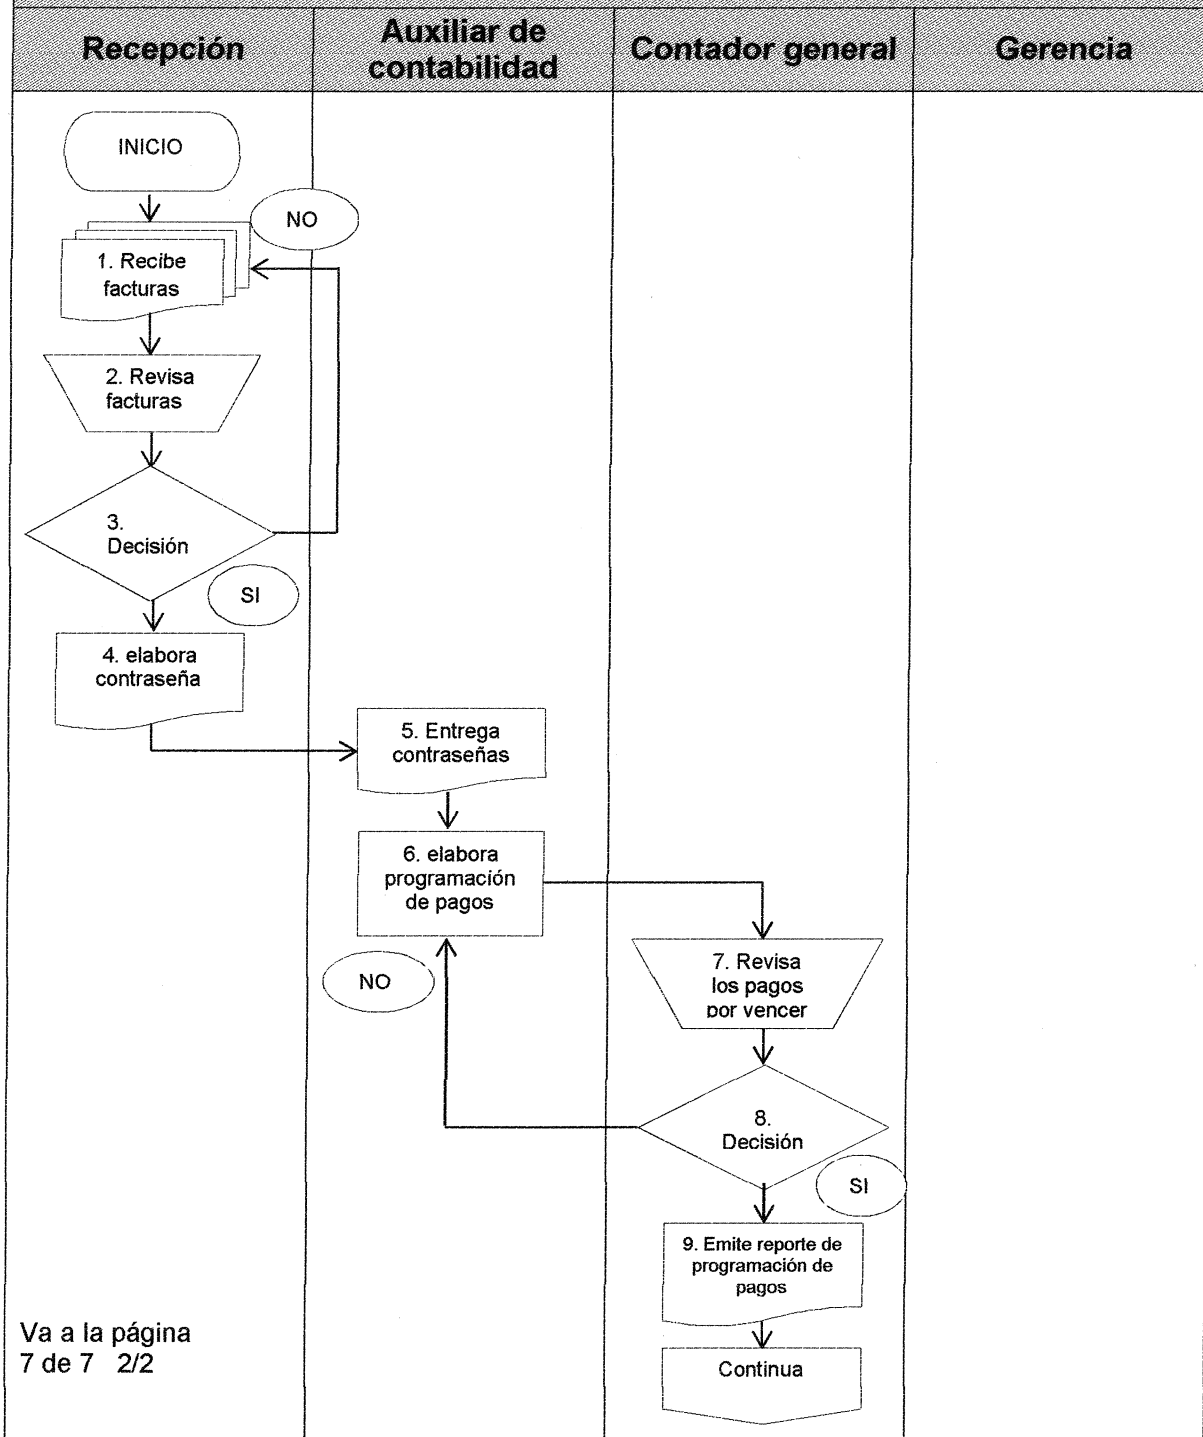 Recepción
Auxiliar de
contabilidad
Contador general
Gerencia
INICIO
NO
1. Recibe
facturas
2. Revisa
facturas
3.
Decisión
SI
4. elabora
contraseña
5. Entrega
contraseñas
6. elabora
programación
de pagos
NO
7. Revisa
los pagos
por vencer
8.
Decisión
SI
9. Emite reporte de
programación de
pagos
Continua
Va a la página
7 de 7 2/2